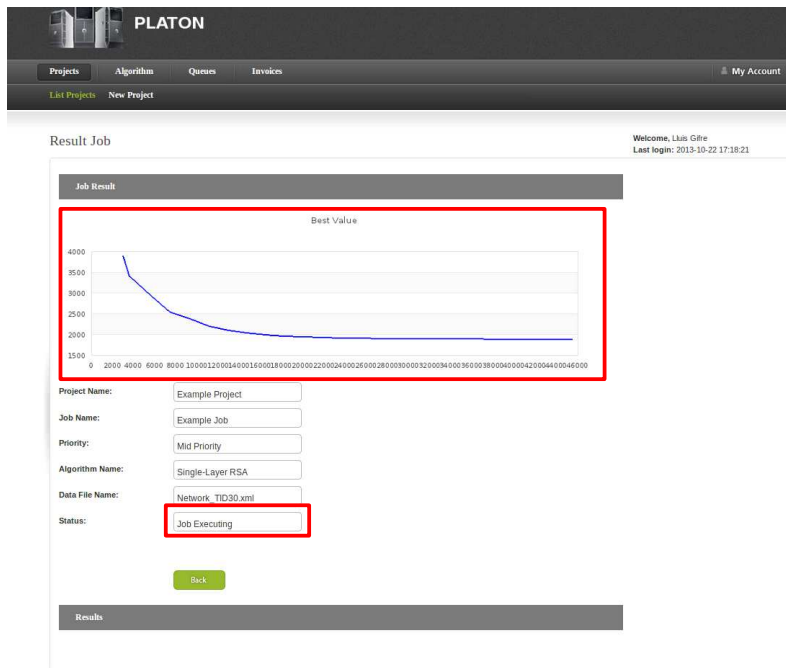 PLATON
Projects Algorithm Queues Invoices My Account
List Projects New Project
Result Job
Welcome, Lluis Gifre
Last login: 2013-10-22 17:18:21
Job Result
Best Value
4000
3500
3000
2500
2000
1500
0 2000 4000 6000 8000 10000 12000 14000 16000 18000 20000 22000 24000 26000 28000 30000 32000 34000 36000 38000 40000 42000 44000 46000
Project Name: Example Project
Job Name: Example Job
Priority: Mid Priority
Algorithm Name: Single-Layer RSA
Data File Name: Network_TID30.xml
Status: Job Executing
Back
Results